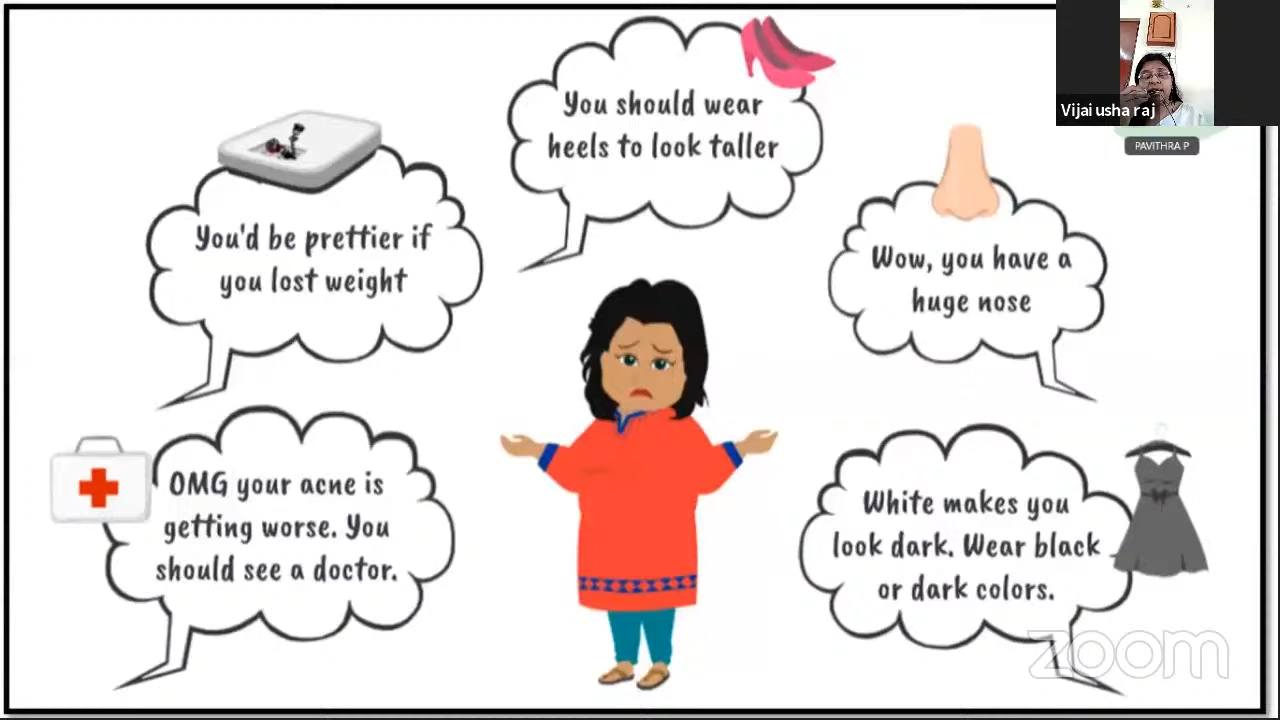 You should wear
heels to look taller
Vijai usha raj
PAVITHRA P
You'd be prettier if
you lost weight
Wow, you have a
huge nose
OMG your acne is
getting worse. You
should see a doctor.
White makes you
look dark. Wear black
or dark colors.
zoom